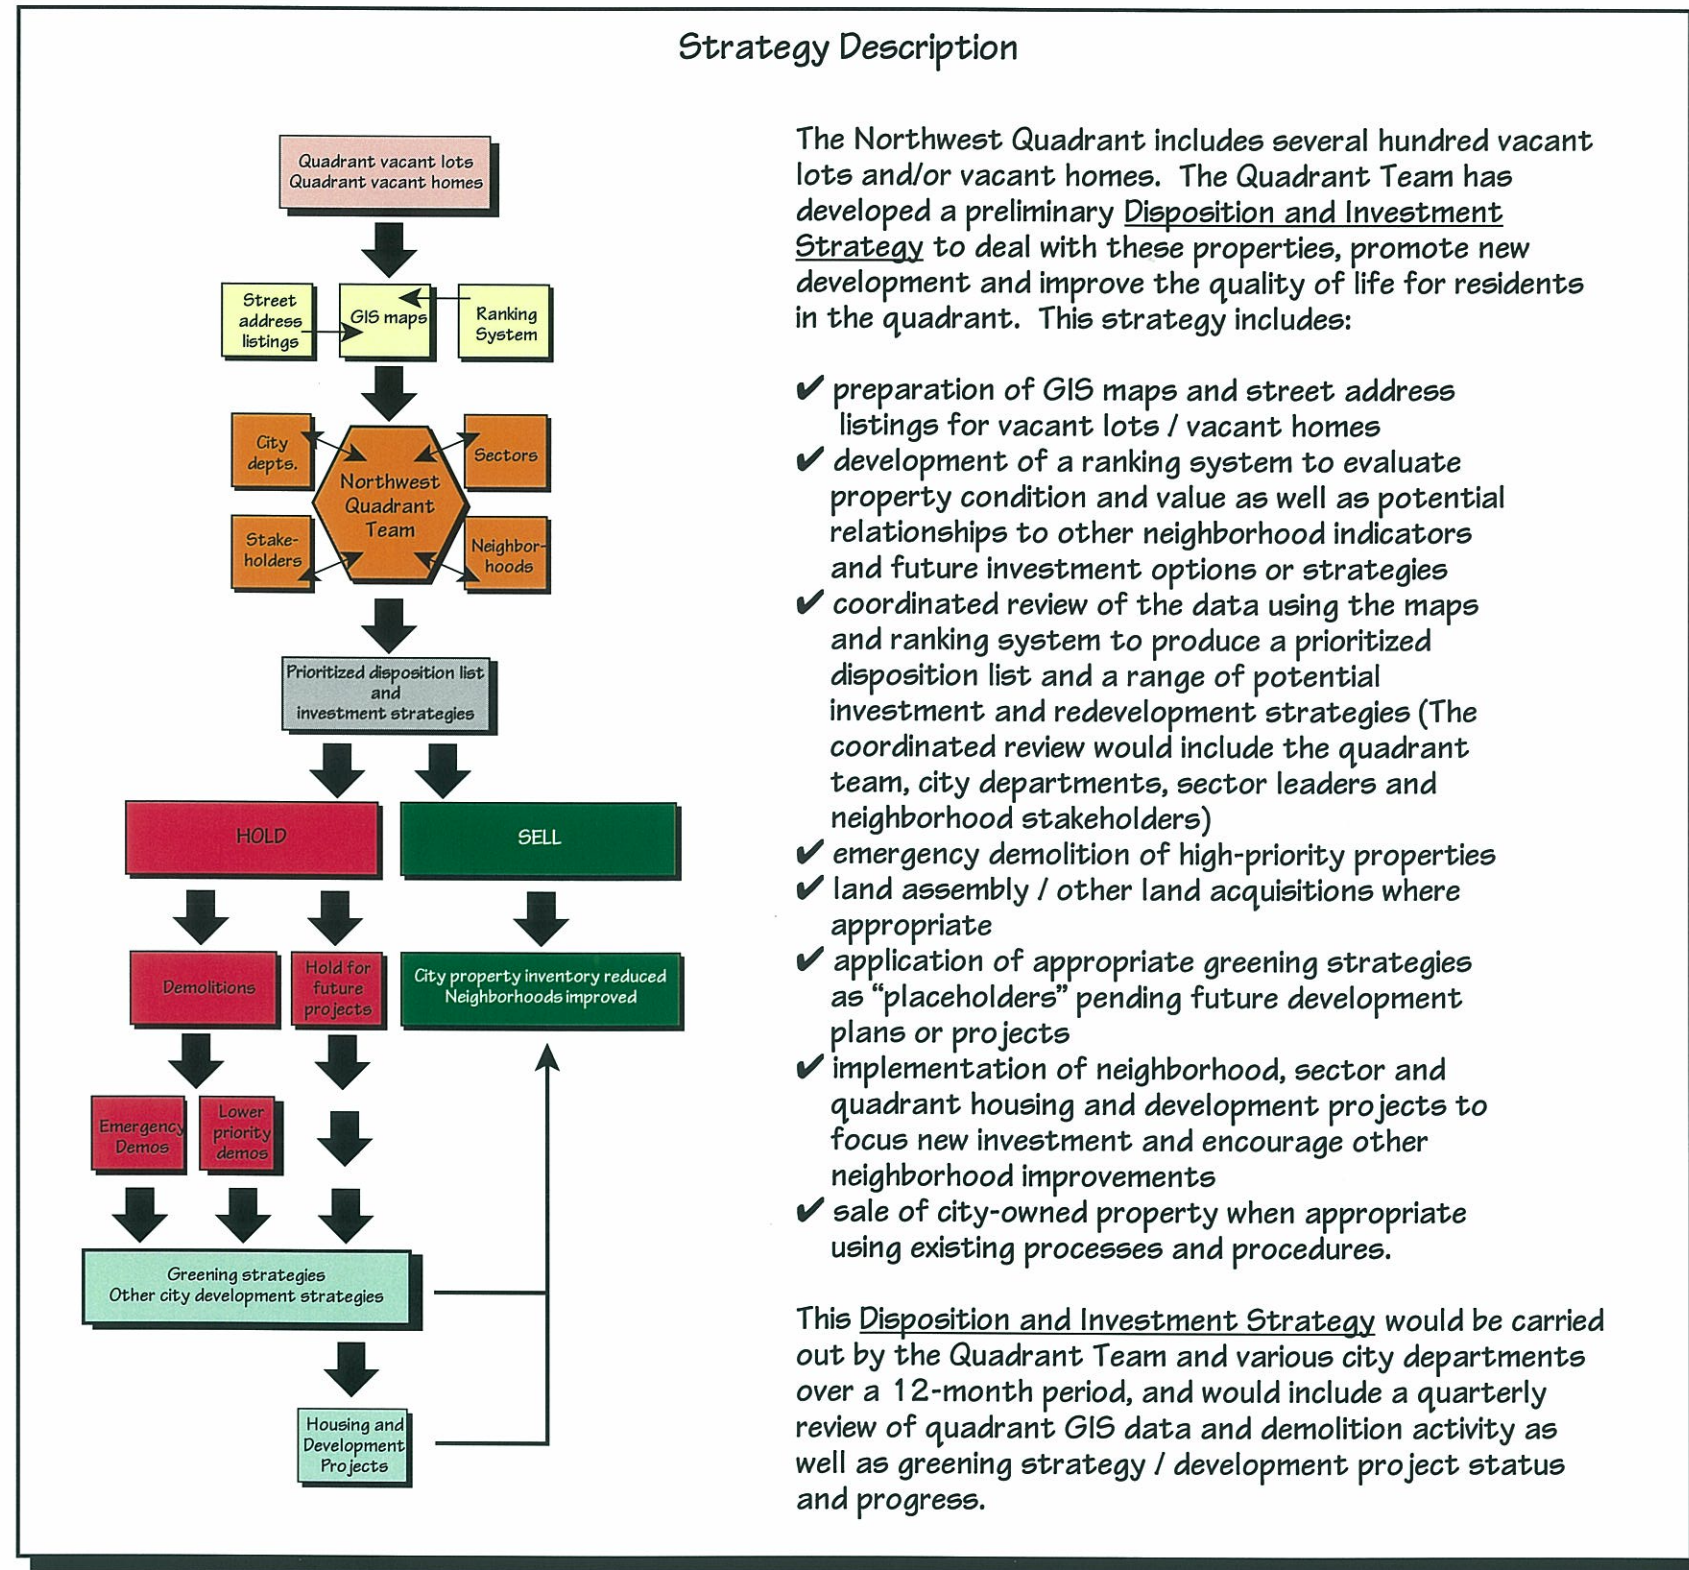 Strategy Description
Quadrant vacant lots
Quadrant vacant homes
Street
address
listings
GIS maps
Ranking
System
City
depts.
Sectors
Northwest
Quadrant
Team
Stake-
holders
Neighbor-
hoods
Prioritized disposition list
and
investment strategies
HOLD
SELL
Demolitions
Hold for
future
projects
City property inventory reduced
Neighborhoods improved
Emergency
Demos
Lower
priority
demos
Greening strategies
Other city development strategies
Housing and
Development
Projects
The Northwest Quadrant includes several hundred vacant
lots and/or vacant homes. The Quadrant Team has
developed a preliminary Disposition and Investment
Strategy to deal with these properties, promote new
development and improve the quality of life for residents
in the quadrant. This strategy includes:
✔ preparation of GIS maps and street address
listings for vacant lots / vacant homes
✔ development of a ranking system to evaluate
property condition and value as well as potential
relationships to other neighborhood indicators
and future investment options or strategies
✔ coordinated review of the data using the maps
and ranking system to produce a prioritized
disposition list and a range of potential
investment and redevelopment strategies (The
coordinated review would include the quadrant
team, city departments, sector leaders and
neighborhood stakeholders)
✔ emergency demolition of high-priority properties
✔ land assembly / other land acquisitions where
appropriate
✔ application of appropriate greening strategies
as “placeholders” pending future development
plans or projects
✔ implementation of neighborhood, sector and
quadrant housing and development projects to
focus new investment and encourage other
neighborhood improvements
✔ sale of city-owned property when appropriate
using existing processes and procedures.
This Disposition and Investment Strategy would be carried
out by the Quadrant Team and various city departments
over a 12-month period, and would include a quarterly
review of quadrant GIS data and demolition activity as
well as greening strategy / development project status
and progress.